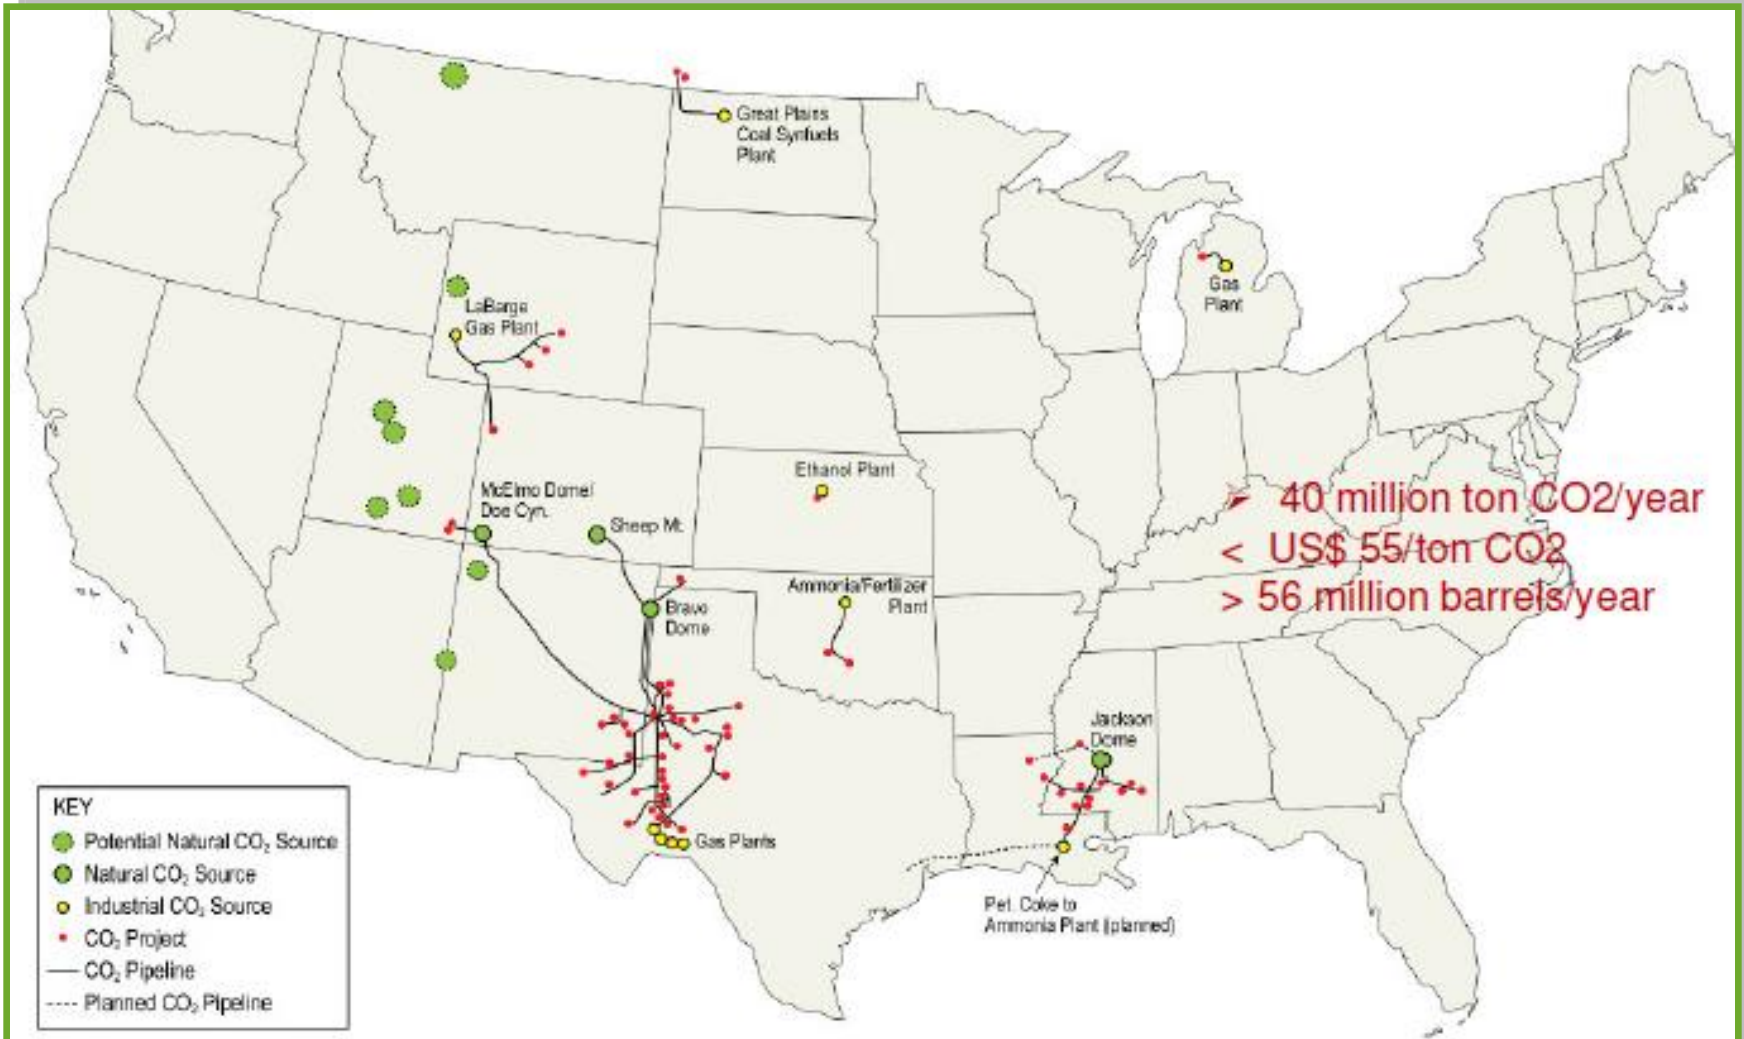 Great Plains
Coal Synfuels
Plant
Gas
Plant
LaBarge
Gas Plant
Ethanol Plant
McElmo Dome/
Doe Cyn.
Sheep Mt.
➢ 40 million ton CO2/year
< US$ 55/ton CO2
> 56 million barrels/year
Ammonia/Fertilizer
Plant
Bravo
Dome
Jackson
Dome
Gas Plants
Pet. Coke to
Ammonia Plant (planned)
KEY
Potential Natural CO₂ Source
Natural CO₂ Source
Industrial CO₂ Source
CO₂ Project
CO₂ Pipeline
Planned CO₂ Pipeline